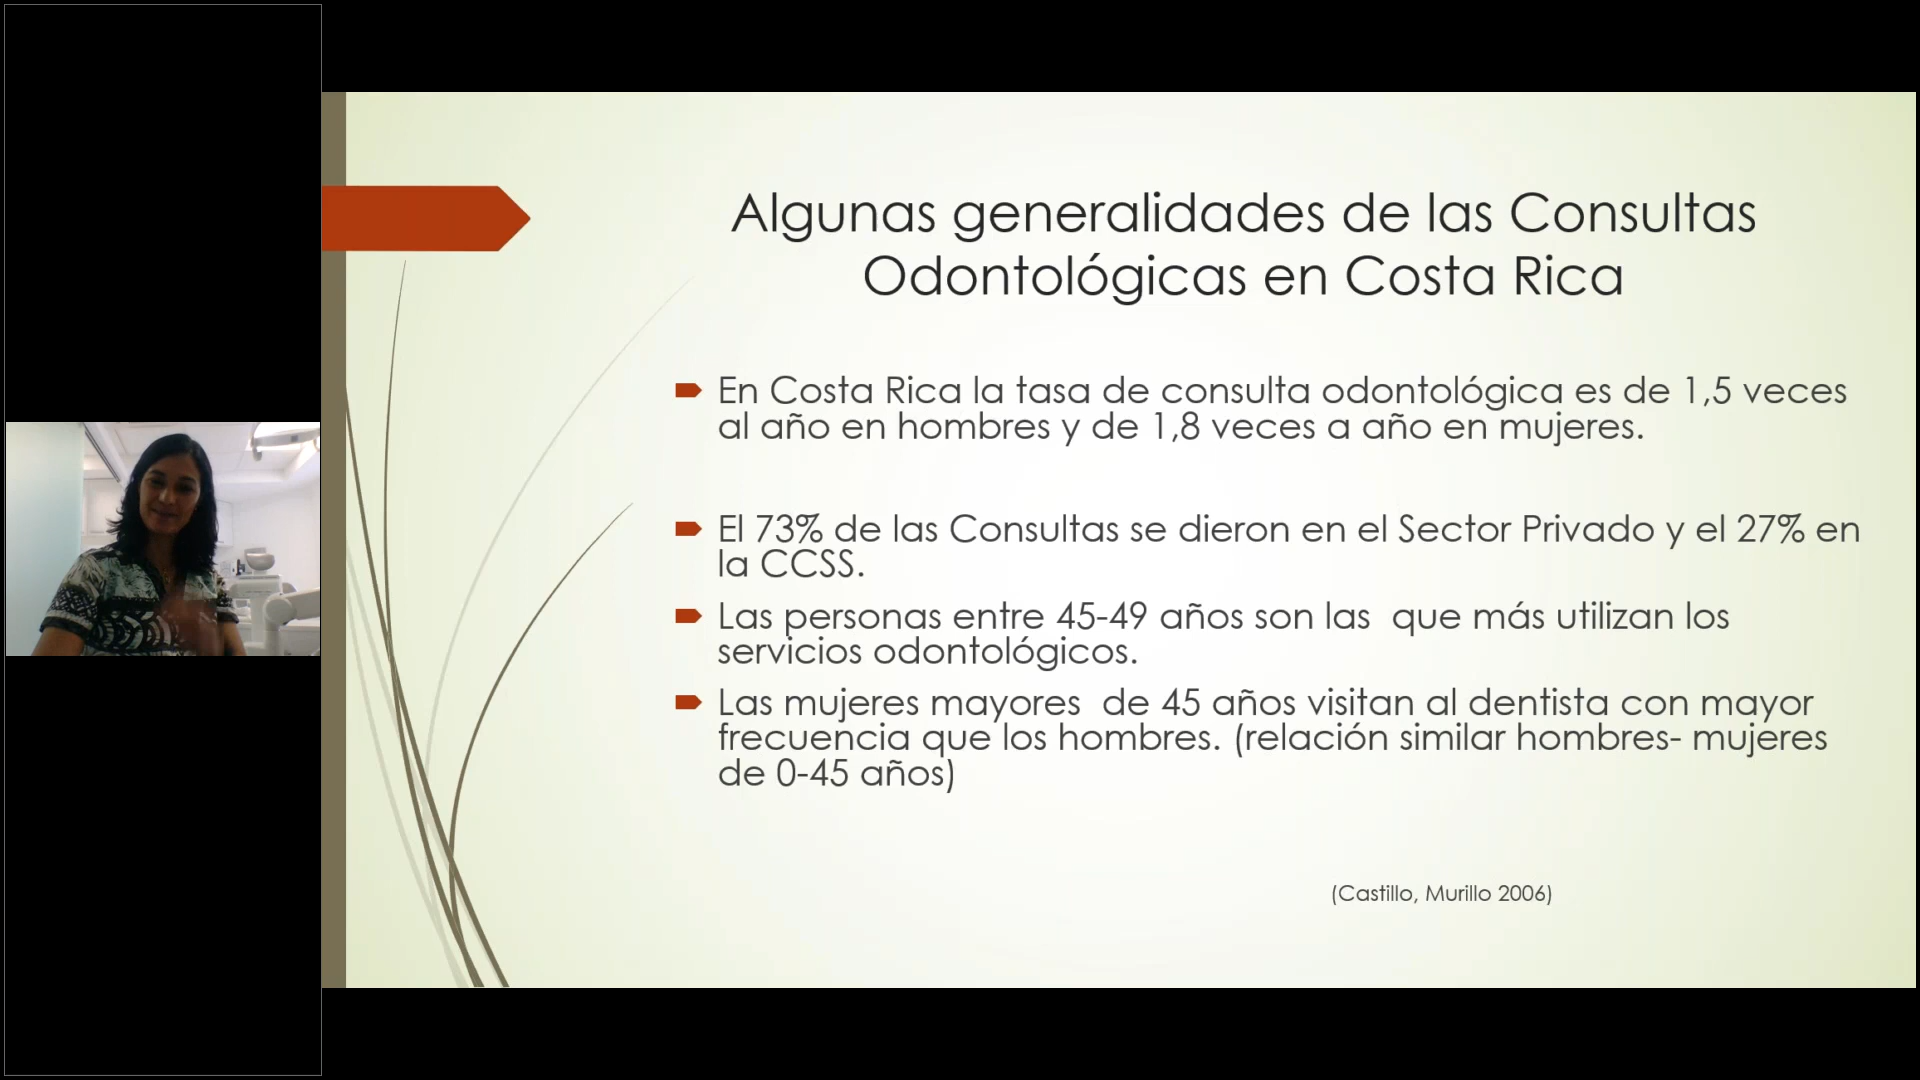 Algunas generalidades de las Consultas
Odontológicas en Costa Rica
En Costa Rica la tasa de consulta odontológica es de 1,5 veces
al año en hombres y de 1,8 veces a año en mujeres.
El 73% de las Consultas se dieron en el Sector Privado y el 27% en
la CCSS.
Las personas entre 45-49 años son las  que más utilizan los
servicios odontológicos.
Las mujeres mayores  de 45 años visitan al dentista con mayor
frecuencia que los hombres. (relación similar hombres- mujeres
de 0-45 años)
(Castillo, Murillo 2006)